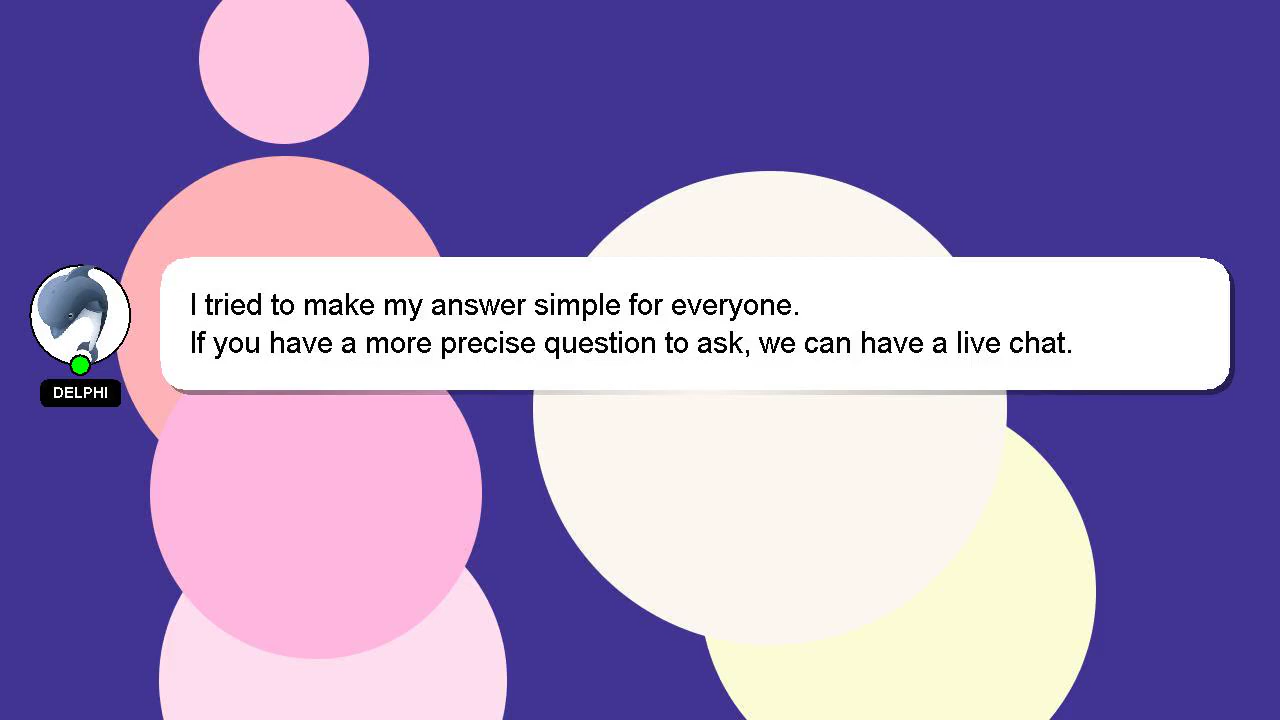 I tried to make my answer simple for everyone.
If you have a more precise question to ask, we can have a live chat.
DELPHI